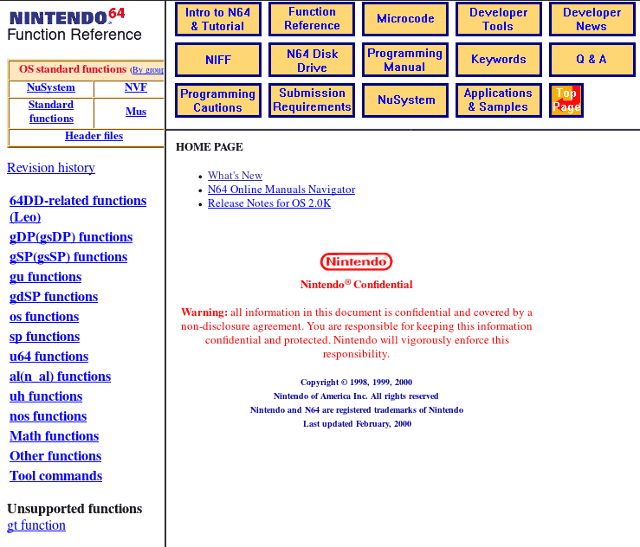 NINTENDO64
Function Reference
OS standard functions (By group
NuSystem NVF
Standard
functions Mus
Header files
Revision history
64DD-related functions
(Leo)
gDP(gsDP) functions
gSP(gsSP) functions
gu functions
gdSP functions
os functions
sp functions
u64 functions
al(n_al) functions
uh functions
nos functions
Math functions
Other functions
Tool commands
Unsupported functions
gt function
Intro to N64
& Tutorial
Function
Reference
Microcode
Developer
Tools
Developer
News
NIFF
N64 Disk
Drive
Programming
Manual
Keywords
Q & A
Programming
Cautions
Submission
Requirements
NuSystem
Applications
& Samples
Top
Page
HOME PAGE
What's New
N64 Online Manuals Navigator
Release Notes for OS 2.0K
Nintendo
Nintendo® Confidential
Warning: all information in this document is confidential and covered by a
non-disclosure agreement. You are responsible for keeping this information
confidential and protected. Nintendo will vigorously enforce this
responsibility.
Copyright © 1998, 1999, 2000
Nintendo of America Inc. All rights reserved
Nintendo and N64 are registered trademarks of Nintendo
Last updated February, 2000